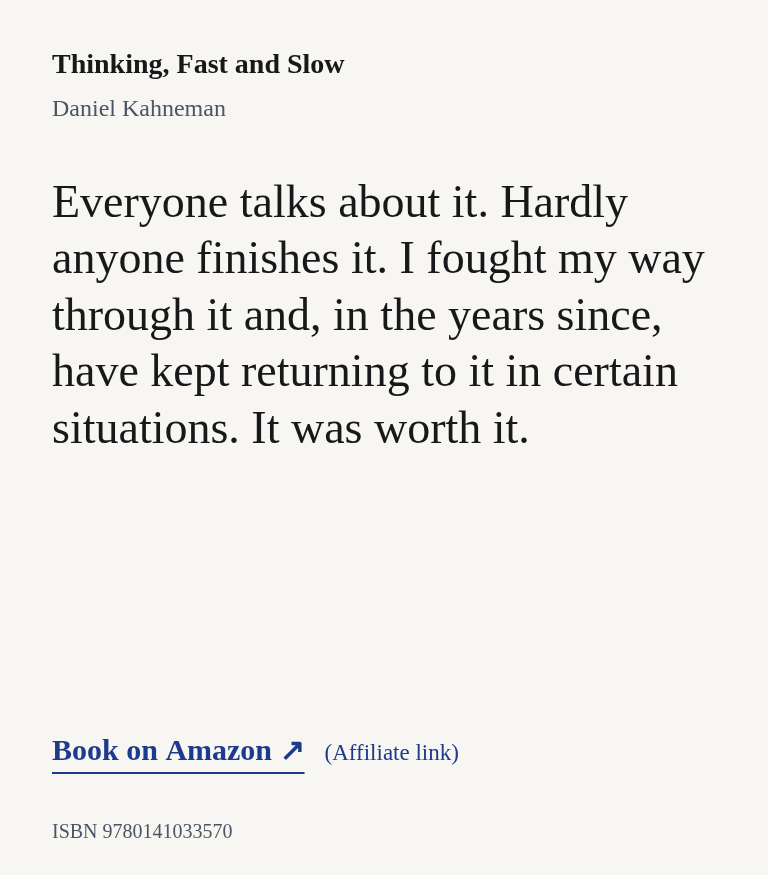 Thinking, Fast and Slow
Daniel Kahneman
Everyone talks about it. Hardly
anyone finishes it. I fought my way
through it and, in the years since,
have kept returning to it in certain
situations. It was worth it.
Book on Amazon ↗ (Affiliate link)
ISBN 9780141033570